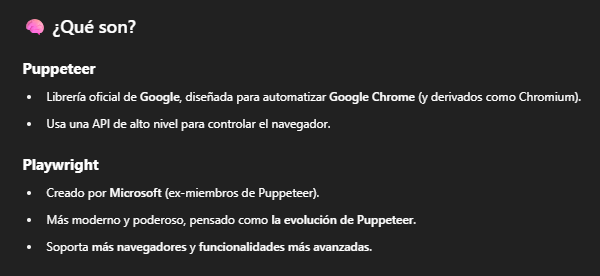 🧠 ¿Qué son?
Puppeteer
• Librería oficial de Google, diseñada para automatizar Google Chrome (y derivados como Chromium).
• Usa una API de alto nivel para controlar el navegador.
Playwright
• Creado por Microsoft (ex-miembros de Puppeteer).
• Más moderno y poderoso, pensado como la evolución de Puppeteer.
• Soporta más navegadores y funcionalidades más avanzadas.